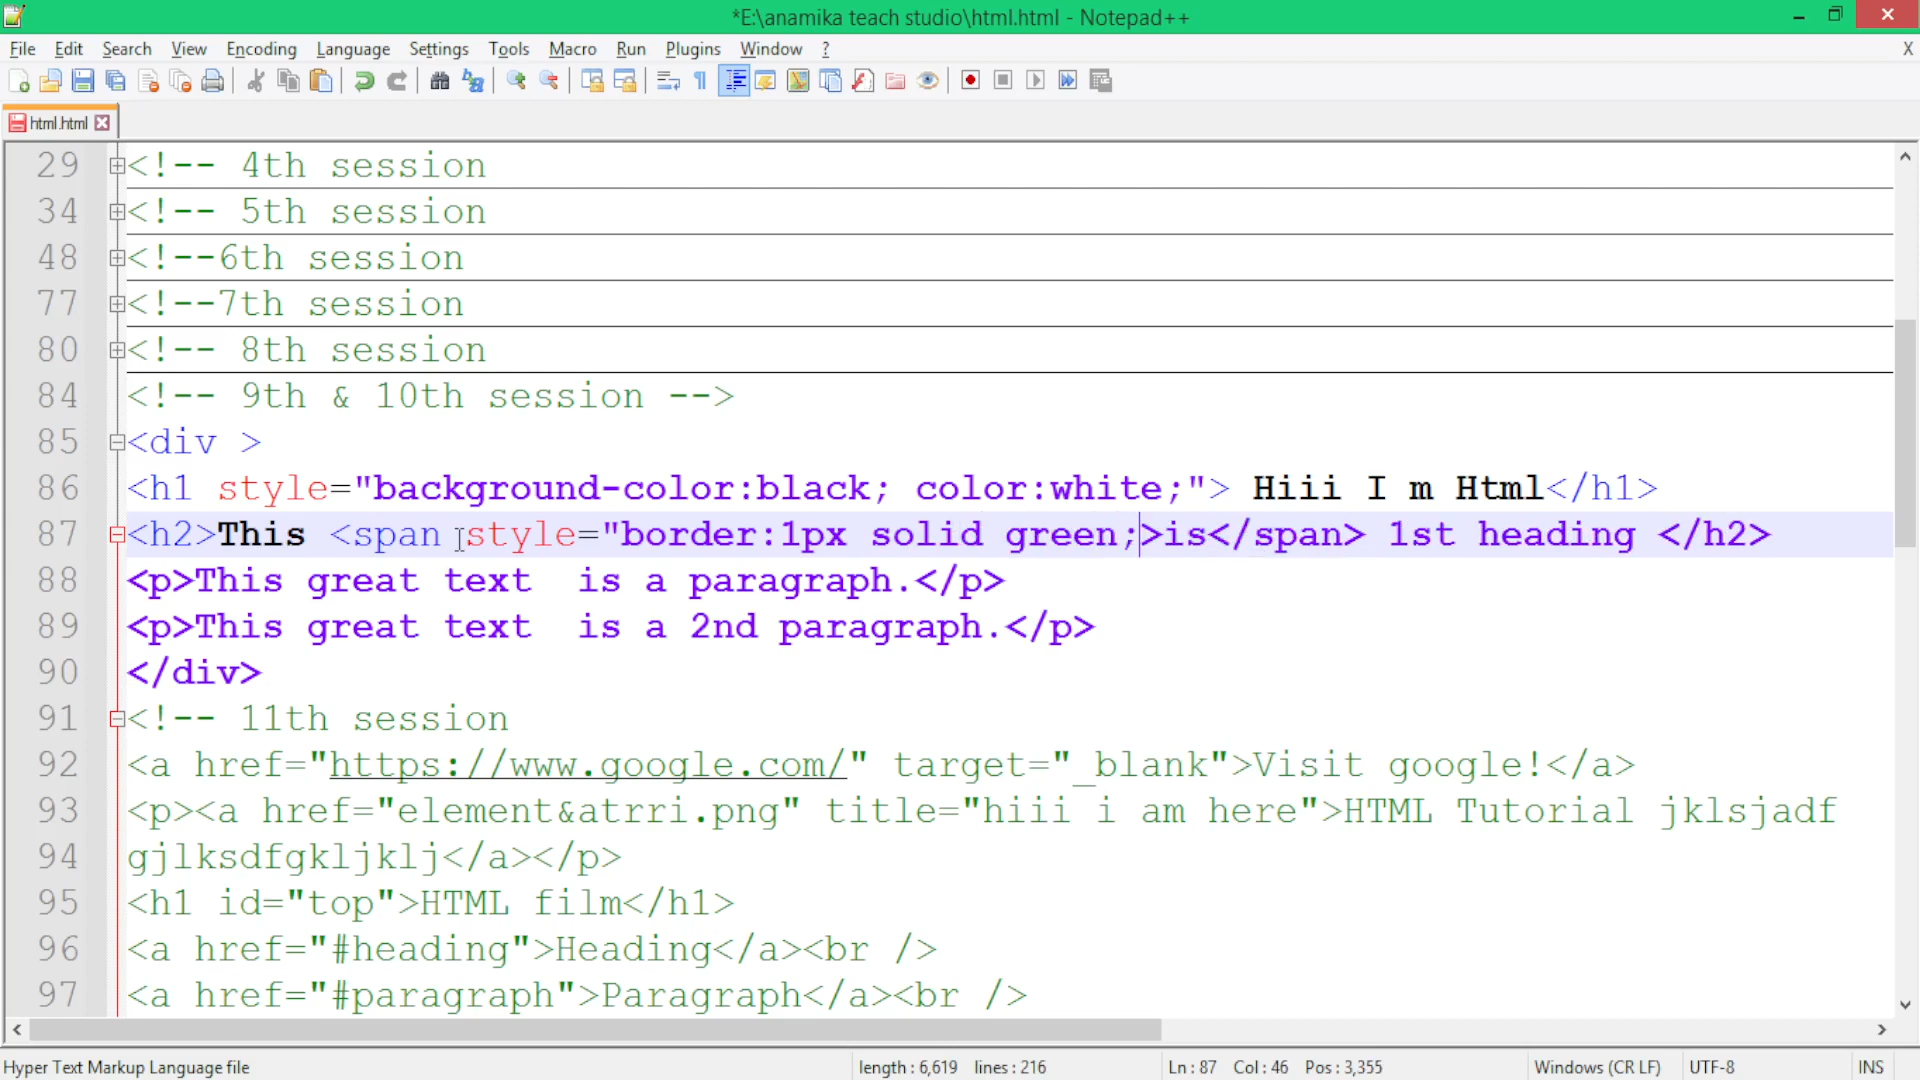 *E:\anamika teach studio\html.html - Notepad++
File Edit Search View Encoding Language Settings Tools Macro Run Plugins Window ? X
html.html
29 <!-- 4th session
34 <!-- 5th session
48 <!--6th session
77 <!--7th session
80 <!-- 8th session
84 <!-- 9th & 10th session -->
85 <div >
86 <h1 style="background-color:black; color:white;"> Hiii I m Html</h1>
87 <h2>This <span style="border:1px solid green;>is</span> 1st heading </h2>
88 <p>This great text  is a paragraph.</p>
89 <p>This great text  is a 2nd paragraph.</p>
90 </div>
91 <!-- 11th session
92 <a href="https://www.google.com/" target="_blank">Visit google!</a>
93 <p><a href="element&atrri.png" title="hiii i am here">HTML Tutorial jklsjadf
94 gjlksdfgkljklj</a></p>
95 <h1 id="top">HTML film</h1>
96 <a href="#heading">Heading</a><br />
97 <a href="#paragraph">Paragraph</a><br />
Hyper Text Markup Language file length : 6,619 lines : 216 Ln : 87 Col : 46 Pos : 3,355 Windows (CR LF) UTF-8 INS